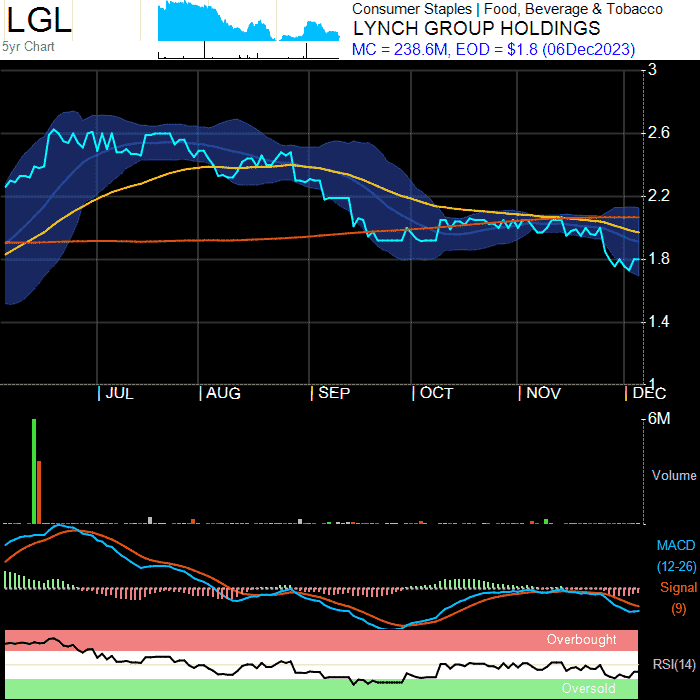 LGL
5yr Chart
Consumer Staples | Food, Beverage & Tobacco
LYNCH GROUP HOLDINGS
MC = 238.6M, EOD = $1.8 (06Dec2023)
3
2.6
2.2
1.8
1.4
1
| JUL | AUG | SEP | OCT | NOV | DEC
6M
Volume
MACD
(12-26)
Signal
(9)
Overbought
RSI(14)
Oversold